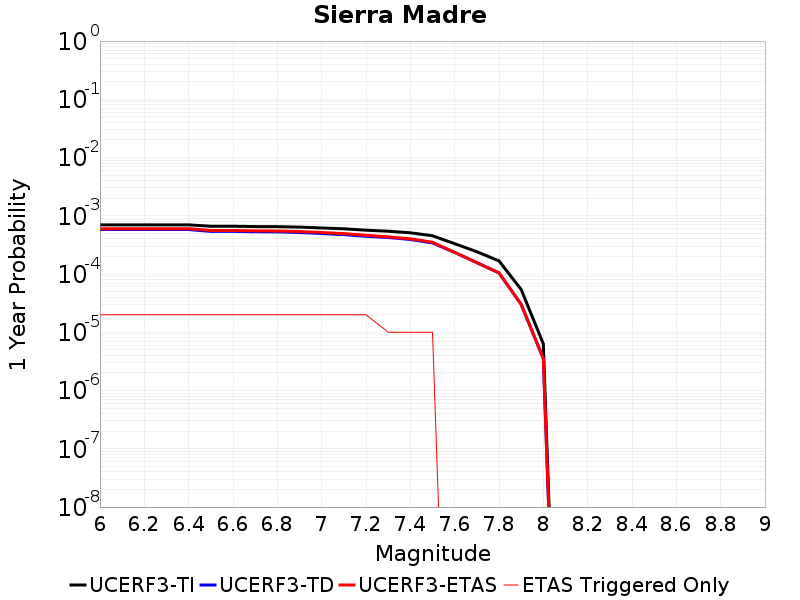 Sierra Madre
1 Year Probability
10^0
10^-1
10^-2
10^-3
10^-4
10^-5
10^-6
10^-7
10^-8
6 6.2 6.4 6.6 6.8 7 7.2 7.4 7.6 7.8 8 8.2 8.4 8.6 8.8 9
Magnitude
UCERF3-TI UCERF3-TD UCERF3-ETAS ETAS Triggered Only